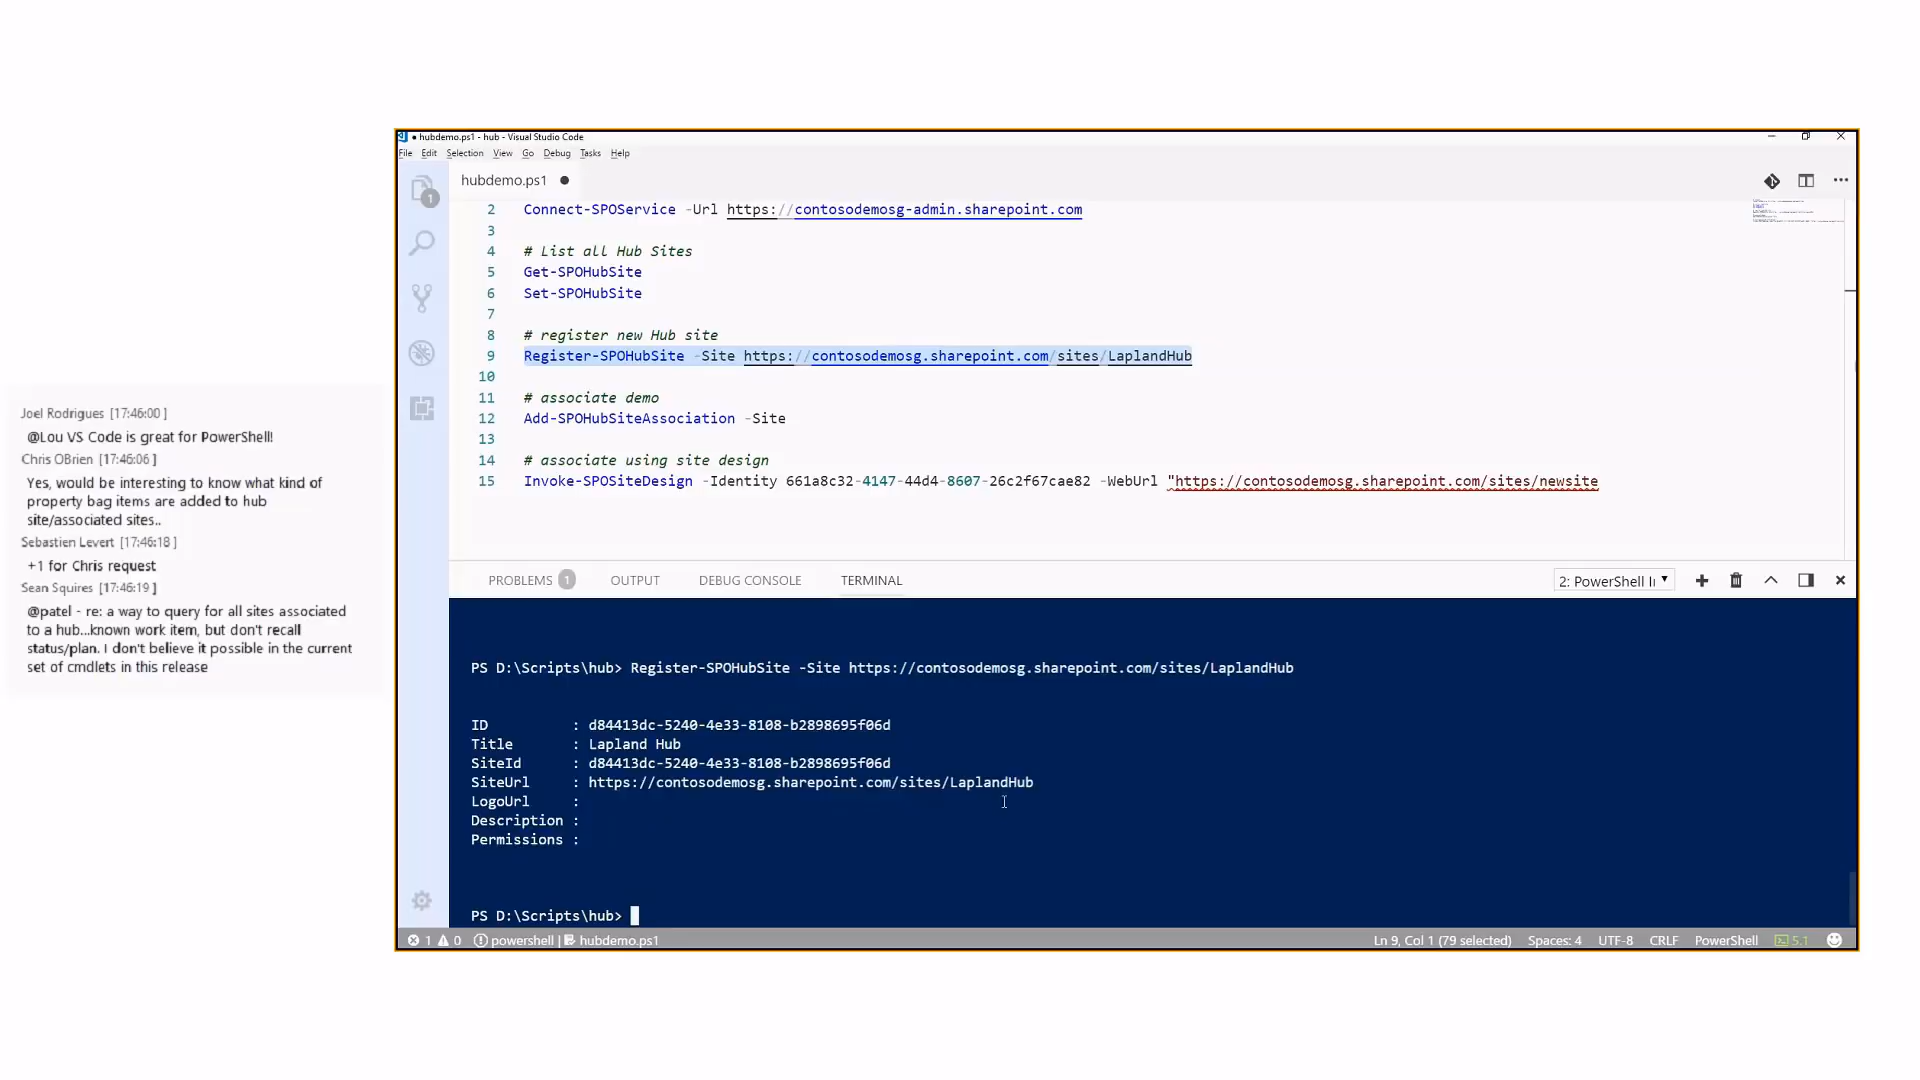 Joel Rodrigues [17:46:00 ]
@Lou VS Code is great for PowerShell!
Chris OBrien [17:46:06 ]
Yes, would be interesting to know what kind of
property bag items are added to hub
site/associated sites..
Sebastien Levert [17:46:18 ]
+1 for Chris request
Sean Squires [17:46:19 ]
@patel - re: a way to query for all sites associated
to a hub...known work item, but don't recall
status/plan. I don't believe it possible in the current
set of cmdlets in this release
● hubdemo.ps1 - hub - Visual Studio Code
File Edit Selection View Go Debug Tasks Help
1
hubdemo.ps1 ●
2 Connect-SPOService -Url https://contosodemosg-admin.sharepoint.com
3
4 # List all Hub Sites
5 Get-SPOHubSite
6 Set-SPOHubSite
7
8 # register new Hub site
9 Register-SPOHubSite -Site https://contosodemosg.sharepoint.com/sites/LaplandHub
10
11 # associate demo
12 Add-SPOHubSiteAssociation -Site
13
14 # associate using site design
15 Invoke-SPOSiteDesign -Identity 661a8c32-4147-44d4-8607-26c2f67cae82 -WebUrl "https://contosodemosg.sharepoint.com/sites/newsite
PROBLEMS 1 OUTPUT DEBUG CONSOLE TERMINAL 2: PowerShell I
PS D:\Scripts\hub> Register-SPOHubSite -Site https://contosodemosg.sharepoint.com/sites/LaplandHub
ID : d84413dc-5240-4e33-8108-b2898695f06d
Title : Lapland Hub
SiteId : d84413dc-5240-4e33-8108-b2898695f06d
SiteUrl : https://contosodemosg.sharepoint.com/sites/LaplandHub
LogoUrl :
Description :
Permissions :
PS D:\Scripts\hub>
1 0 powershell | hubdemo.ps1 Ln 9, Col 1 (79 selected) Spaces: 4 UTF-8 CRLF PowerShell 5.1